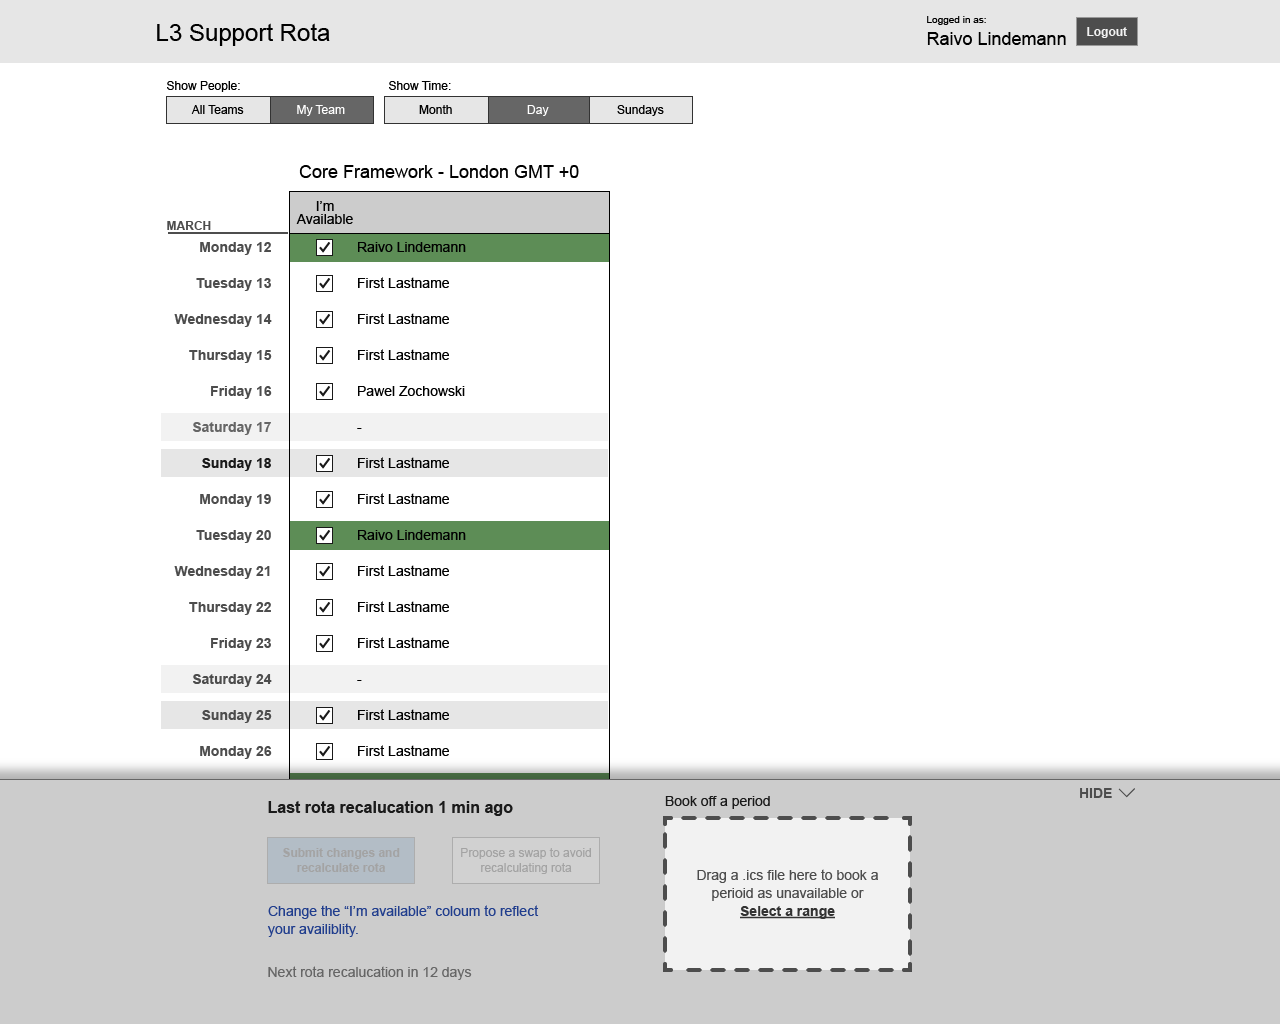 L3 Support Rota
Logged in as:
Raivo Lindemann
Logout
Show People:
Show Time:
All Teams
My Team
Month
Day
Sundays
Core Framework - London GMT +0
I'm
Available
MARCH
Monday 12 Raivo Lindemann
Tuesday 13 First Lastname
Wednesday 14 First Lastname
Thursday 15 First Lastname
Friday 16 Pawel Zochowski
Saturday 17 -
Sunday 18 First Lastname
Monday 19 First Lastname
Tuesday 20 Raivo Lindemann
Wednesday 21 First Lastname
Thursday 22 First Lastname
Friday 23 First Lastname
Saturday 24 -
Sunday 25 First Lastname
Monday 26 First Lastname
Last rota recalucation 1 min ago
Submit changes and
recalculate rota
Propose a swap to avoid
recalculating rota
Change the “I'm available” coloum to reflect
your availiblity.
Next rota recalucation in 12 days
Book off a period
Drag a .ics file here to book a
perioid as unavailable or
Select a range
HIDE